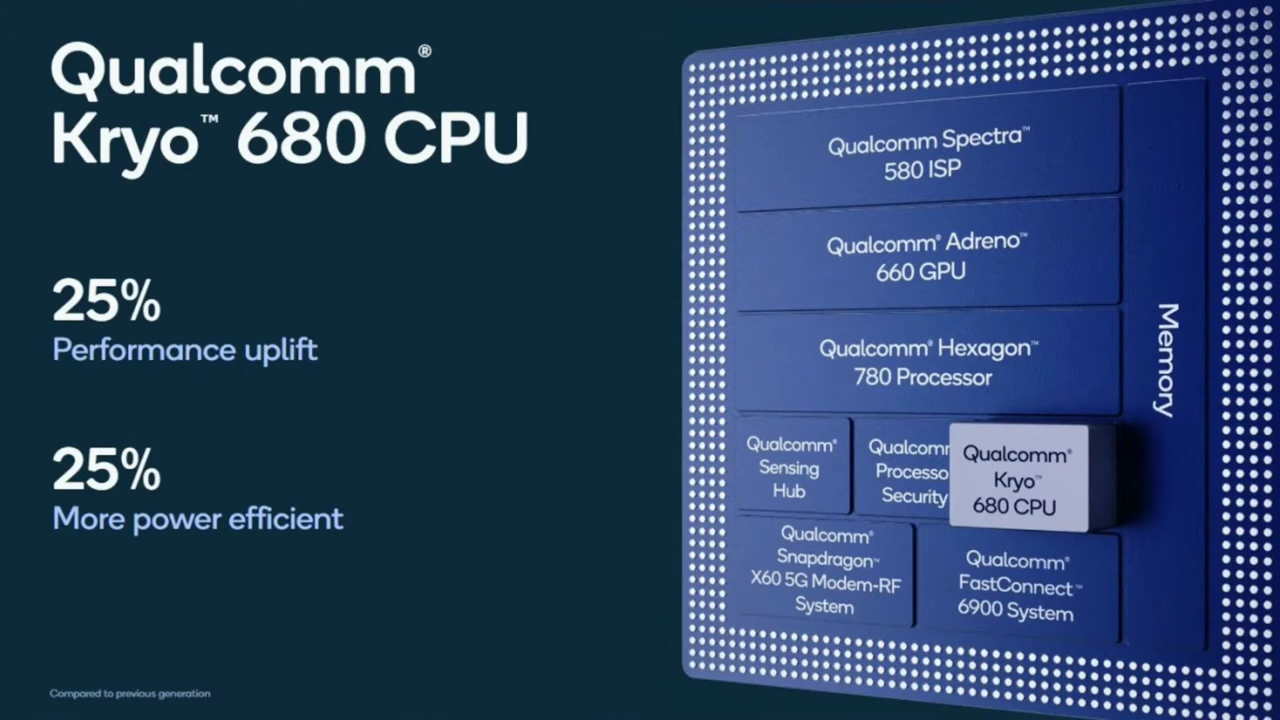 Qualcomm®
Kryo™ 680 CPU
25%
Performance uplift
25%
More power efficient
Compared to previous generation
Qualcomm Spectra™
580 ISP
Qualcomm® Adreno™
660 GPU
Qualcomm® Hexagon™
780 Processor
Memory
Qualcomm®
Sensing
Hub
Qualcomm
Processo
Security
Qualcomm®
Kryo™
680 CPU
Qualcomm®
Snapdragon™
X60 5G Modem-RF
System
Qualcomm®
FastConnect™
6900 System